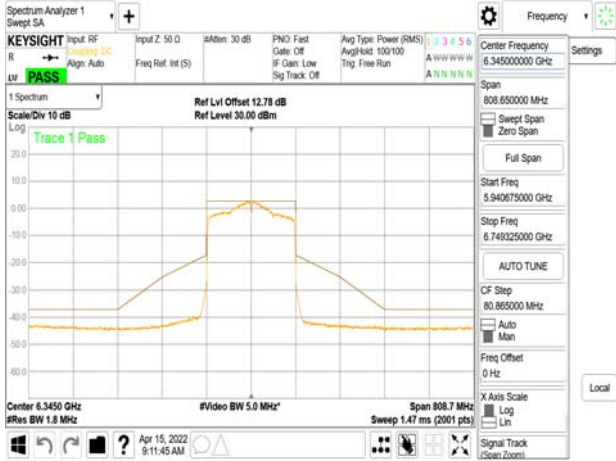 Spectrum Analyzer 1
Swept SA
+
Frequency
KEYSIGHT
R
LV PASS
Input: RF
Coupling: DC
Align: Auto
Input Z: 50 Ω
Freq Ref: Int (S)
#Atten: 30 dB
PNO: Fast
Gate: Off
IF Gain: Low
Sig Track: Off
Avg Type: Power (RMS)
Avg|Hold: 100/100
Trig: Free Run
1 2 3 4 5 6
A W W W W W
A N N N N N
1 Spectrum
Scale/Div 10 dB
Ref Lvl Offset 12.78 dB
Ref Level 30.00 dBm
Log
Trace 1 Pass
20.0
10.0
0.00
-10.0
-20.0
-30.0
-40.0
-50.0
-60.0
Center 6.3450 GHz
#Res BW 1.8 MHz
#Video BW 5.0 MHz*
Span 808.7 MHz
Sweep 1.47 ms (2001 pts)
?
Apr 15, 2022
9:11:45 AM
Center Frequency
6.345000000 GHz
Span
808.650000 MHz
Swept Span
Zero Span
Full Span
Start Freq
5.940675000 GHz
Stop Freq
6.749325000 GHz
AUTO TUNE
CF Step
80.865000 MHz
Auto
Man
Freq Offset
0 Hz
X Axis Scale
Log
Lin
Signal Track
(Span Zoom)
Settings
Local